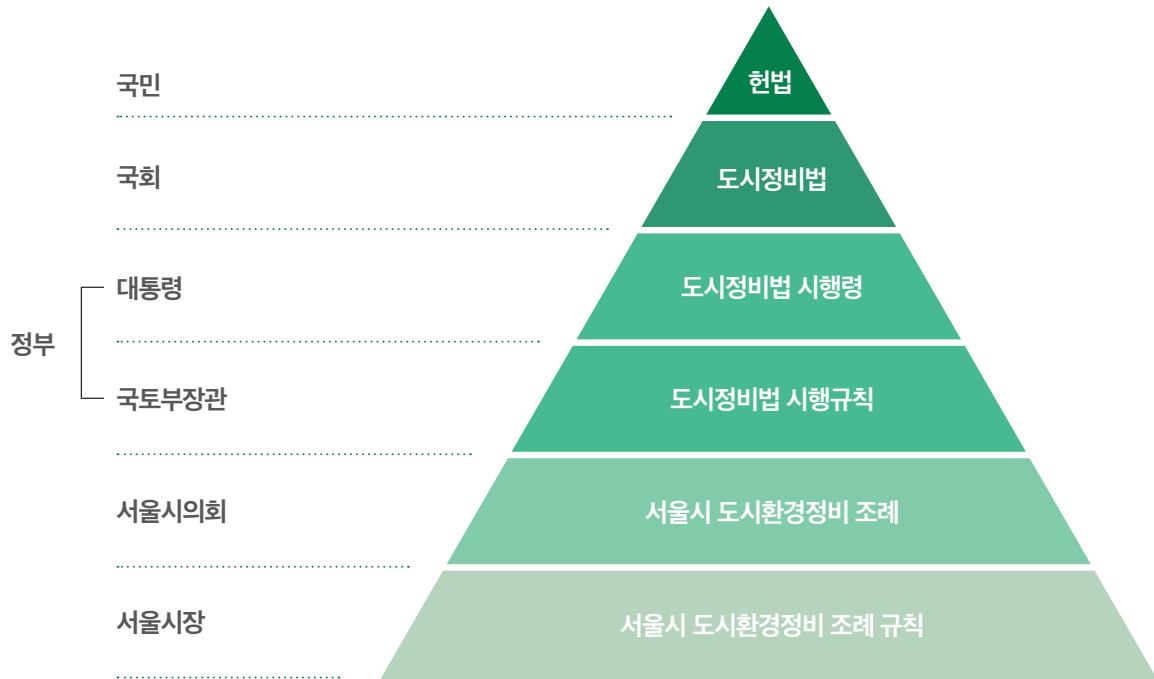 국민
헌법
국회
도시정비법
대통령
도시정비법 시행령
정부
국토부장관
도시정비법 시행규칙
서울시의회
서울시 도시환경정비 조례
서울시장
서울시 도시환경정비 조례 규칙